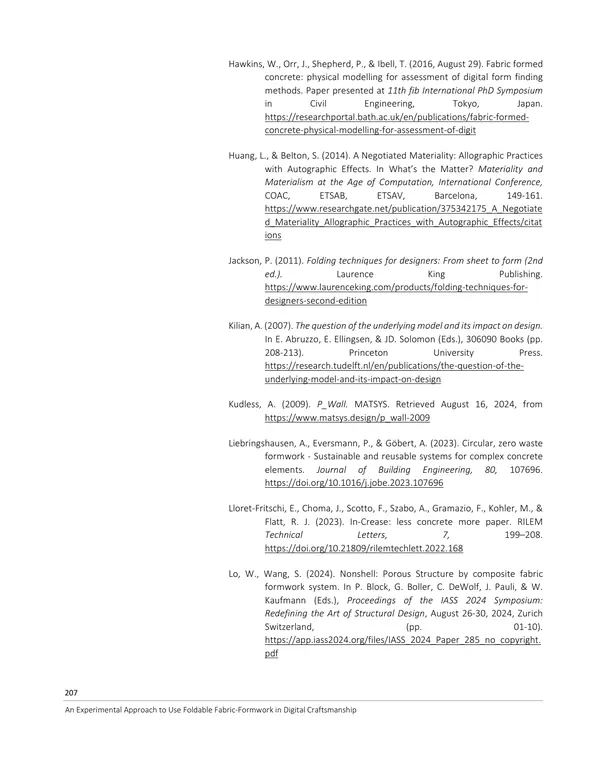 Hawkins, W., Orr, J., Shepherd, P., & Ibell, T. (2016, August 29). Fabric formed
concrete: physical modelling for assessment of digital form finding
methods. Paper presented at 11th fib International PhD Symposium
in Civil Engineering, Tokyo, Japan.
https://researchportal.bath.ac.uk/en/publications/fabric-formed-
concrete-physical-modelling-for-assessment-of-digit
Huang, L., & Belton, S. (2014). A Negotiated Materiality: Allographic Practices
with Autographic Effects. In What's the Matter? Materiality and
Materialism at the Age of Computation, International Conference,
COAC, ETSAB, ETSAV, Barcelona, 149-161.
https://www.researchgate.net/publication/375342175_A_Negotiate
d_Materiality_Allographic_Practices_with_Autographic_Effects/citat
ions
Jackson, P. (2011). Folding techniques for designers: From sheet to form (2nd
ed.). Laurence King Publishing.
https://www.laurenceking.com/products/folding-techniques-for-
designers-second-edition
Kilian, A. (2007). The question of the underlying model and its impact on design.
In E. Abruzzo, E. Ellingsen, & JD. Solomon (Eds.), 306090 Books (pp.
208-213). Princeton University Press.
https://research.tudelft.nl/en/publications/the-question-of-the-
underlying-model-and-its-impact-on-design
Kudless, A. (2009). P_Wall. MATSYS. Retrieved August 16, 2024, from
https://www.matsys.design/p_wall-2009
Liebringshausen, A., Eversmann, P., & Göbert, A. (2023). Circular, zero waste
formwork - Sustainable and reusable systems for complex concrete
elements. Journal of Building Engineering, 80, 107696.
https://doi.org/10.1016/j.jobe.2023.107696
Lloret-Fritschi, E., Choma, J., Scotto, F., Szabo, A., Gramazio, F., Kohler, M., &
Flatt, R. J. (2023). In-Crease: less concrete more paper. RILEM
Technical Letters, 7, 199–208.
https://doi.org/10.21809/rilemtechlett.2022.168
Lo, W., Wang, S. (2024). Nonshell: Porous Structure by composite fabric
formwork system. In P. Block, G. Boller, C. DeWolf, J. Pauli, & W.
Kaufmann (Eds.), Proceedings of the IASS 2024 Symposium:
Redefining the Art of Structural Design, August 26-30, 2024, Zurich
Switzerland, (pp. 01-10).
https://app.iass2024.org/files/IASS_2024_Paper_285_no_copyright.
pdf
207
An Experimental Approach to Use Foldable Fabric-Formwork in Digital Craftsmanship